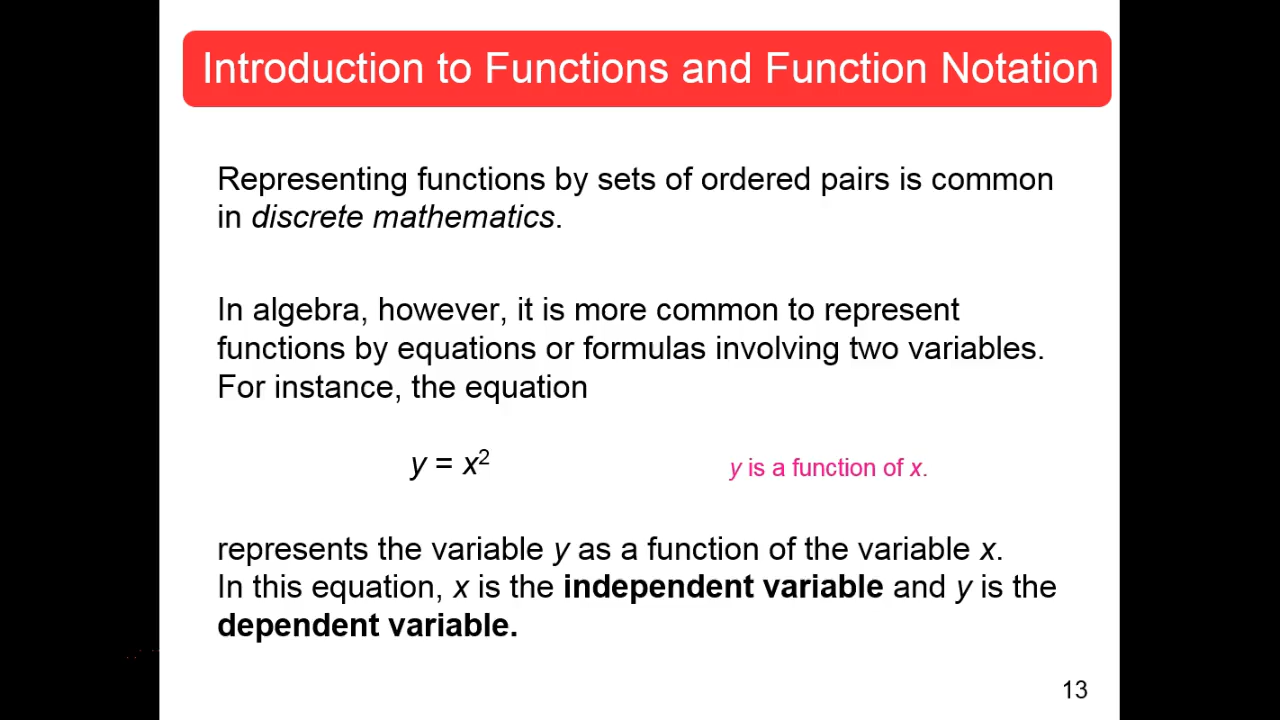 Introduction to Functions and Function Notation
Representing functions by sets of ordered pairs is common
in discrete mathematics.
In algebra, however, it is more common to represent
functions by equations or formulas involving two variables.
For instance, the equation
y = x² y is a function of x.
represents the variable y as a function of the variable x.
In this equation, x is the independent variable and y is the
dependent variable.
13